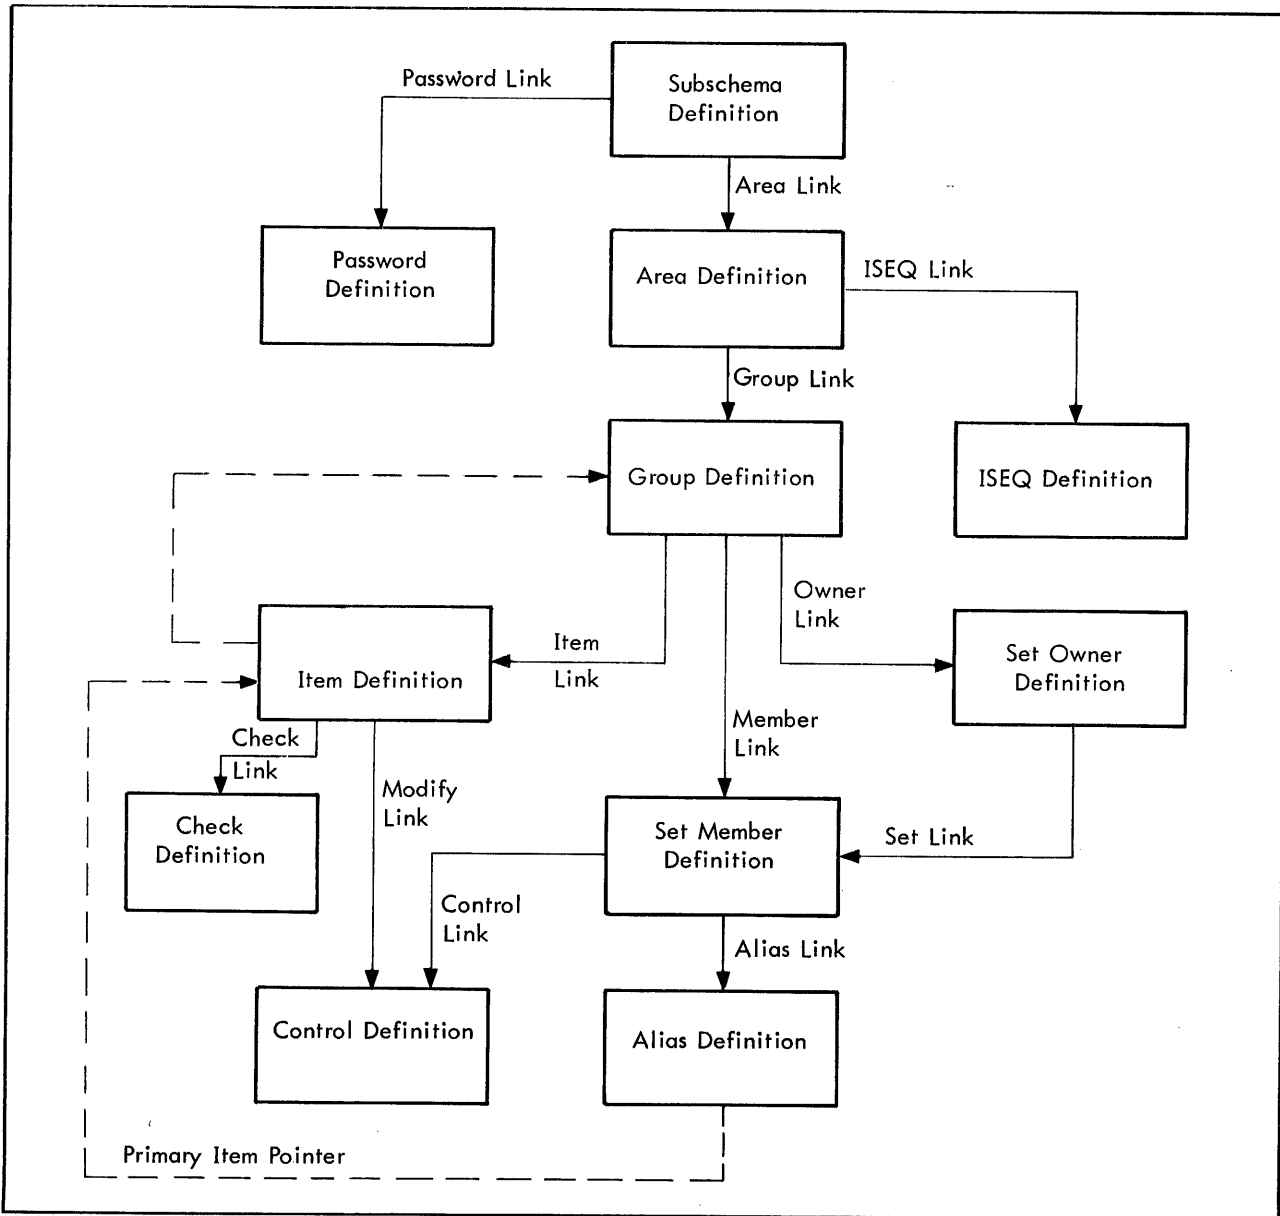 Password Link
Subschema
Definition
Area Link
Password
Definition
Area Definition
ISEQ Link
Group Link
Group Definition
ISEQ Definition
Owner
Link
Item
Link
Item Definition
Set Owner
Definition
Member
Link
Check
Link
Modify
Link
Check
Definition
Set Member
Definition
Set Link
Control
Link
Alias Link
Control Definition
Alias Definition
Primary Item Pointer